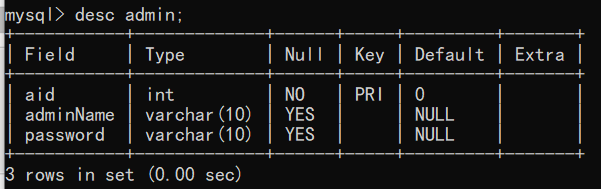 mysql> desc admin;
+-----------+-------------+------+-----+---------+-------+
| Field     | Type        | Null | Key | Default | Extra |
+-----------+-------------+------+-----+---------+-------+
| aid       | int         | NO   | PRI | 0       |       |
| adminName | varchar(10) | YES  |     | NULL    |       |
| password  | varchar(10) | YES  |     | NULL    |       |
+-----------+-------------+------+-----+---------+-------+
3 rows in set (0.00 sec)